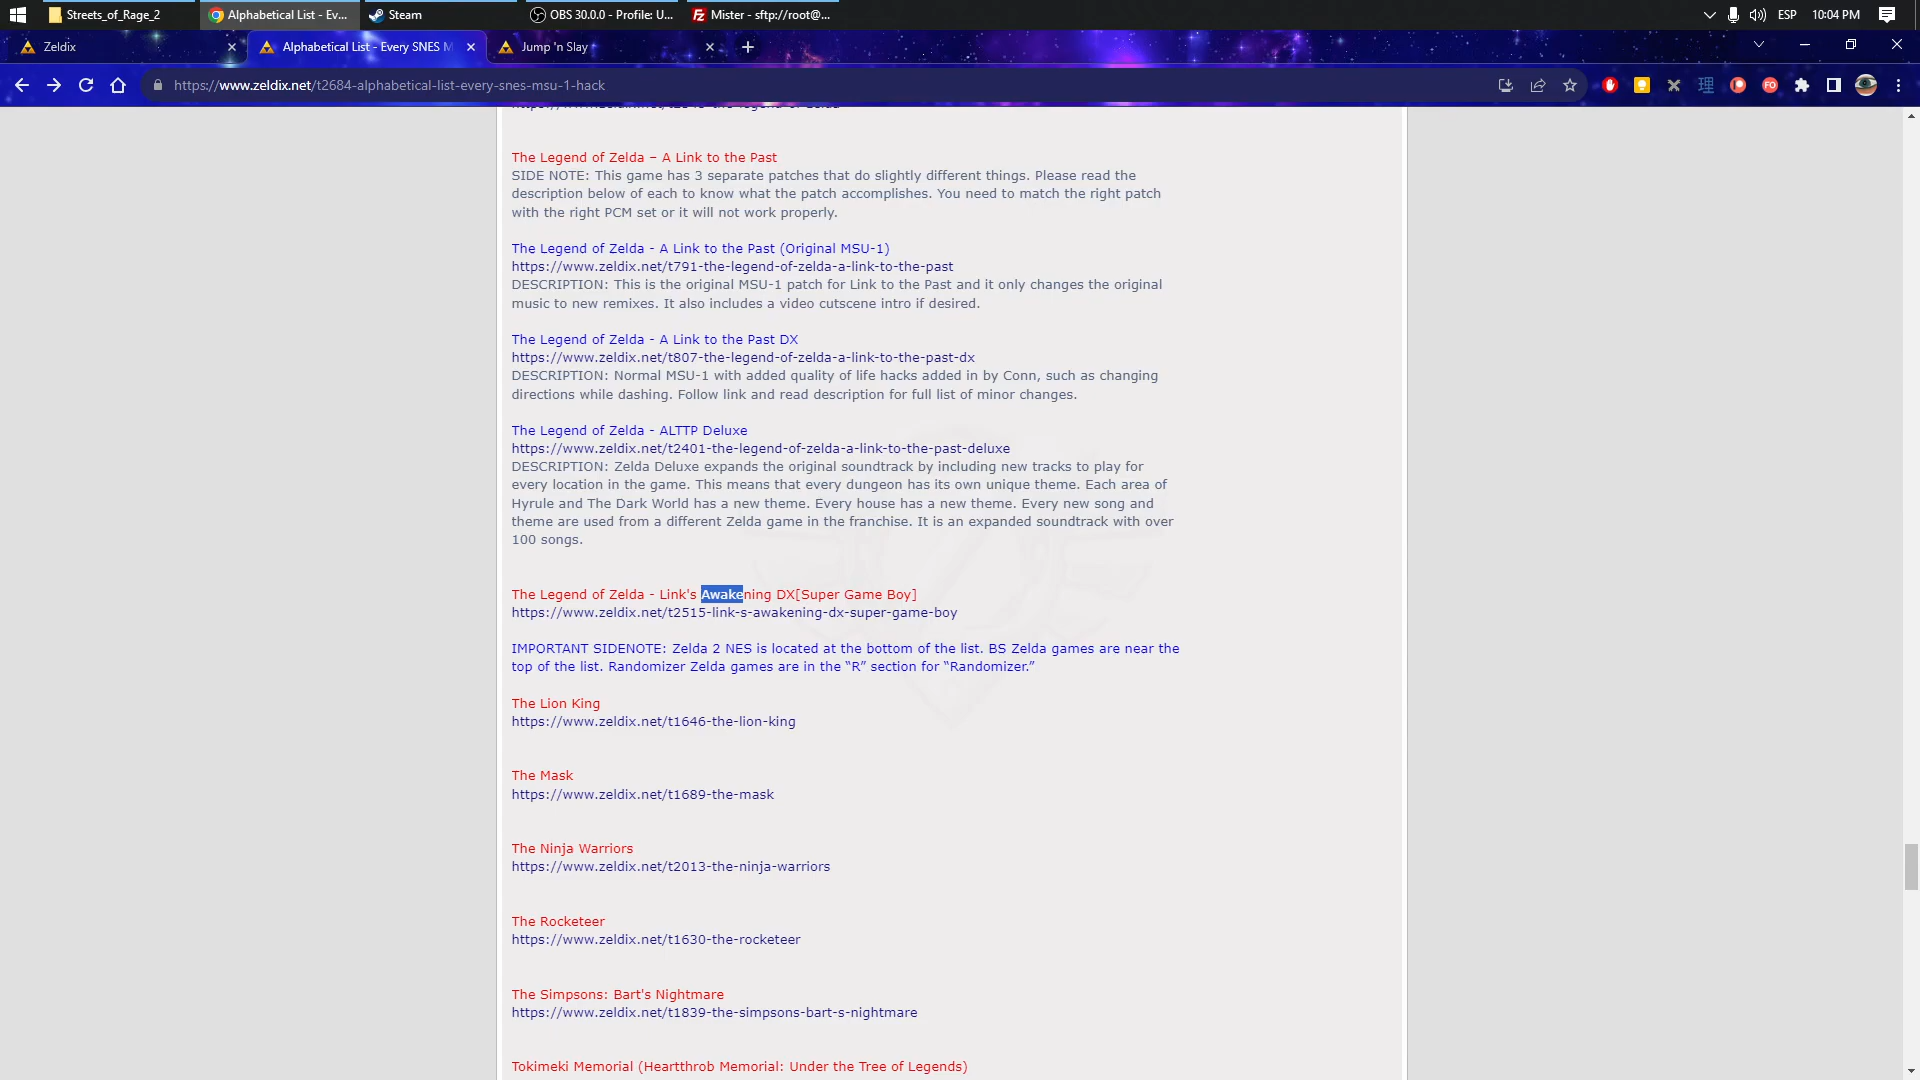 Streets_of_Rage_2
Alphabetical List - Ev...
Steam
OBS 30.0.0 - Profile: U...
Mister - sftp://root@...
ESP
10:04 PM
Zeldix
Alphabetical List - Every SNES M
Jump 'n Slay
https://www.zeldix.net/t2684-alphabetical-list-every-snes-msu-1-hack
The Legend of Zelda – A Link to the Past
SIDE NOTE: This game has 3 separate patches that do slightly different things. Please read the
description below of each to know what the patch accomplishes. You need to match the right patch
with the right PCM set or it will not work properly.
The Legend of Zelda - A Link to the Past (Original MSU-1)
https://www.zeldix.net/t791-the-legend-of-zelda-a-link-to-the-past
DESCRIPTION: This is the original MSU-1 patch for Link to the Past and it only changes the original
music to new remixes. It also includes a video cutscene intro if desired.
The Legend of Zelda - A Link to the Past DX
https://www.zeldix.net/t807-the-legend-of-zelda-a-link-to-the-past-dx
DESCRIPTION: Normal MSU-1 with added quality of life hacks added in by Conn, such as changing
directions while dashing. Follow link and read description for full list of minor changes.
The Legend of Zelda - ALTTP Deluxe
https://www.zeldix.net/t2401-the-legend-of-zelda-a-link-to-the-past-deluxe
DESCRIPTION: Zelda Deluxe expands the original soundtrack by including new tracks to play for
every location in the game. This means that every dungeon has its own unique theme. Each area of
Hyrule and The Dark World has a new theme. Every house has a new theme. Every new song and
theme are used from a different Zelda game in the franchise. It is an expanded soundtrack with over
100 songs.
The Legend of Zelda - Link's Awakening DX[Super Game Boy]
https://www.zeldix.net/t2515-link-s-awakening-dx-super-game-boy
IMPORTANT SIDENOTE: Zelda 2 NES is located at the bottom of the list. BS Zelda games are near the
top of the list. Randomizer Zelda games are in the “R” section for “Randomizer.”
The Lion King
https://www.zeldix.net/t1646-the-lion-king
The Mask
https://www.zeldix.net/t1689-the-mask
The Ninja Warriors
https://www.zeldix.net/t2013-the-ninja-warriors
The Rocketeer
https://www.zeldix.net/t1630-the-rocketeer
The Simpsons: Bart's Nightmare
https://www.zeldix.net/t1839-the-simpsons-bart-s-nightmare
Tokimeki Memorial (Heartthrob Memorial: Under the Tree of Legends)